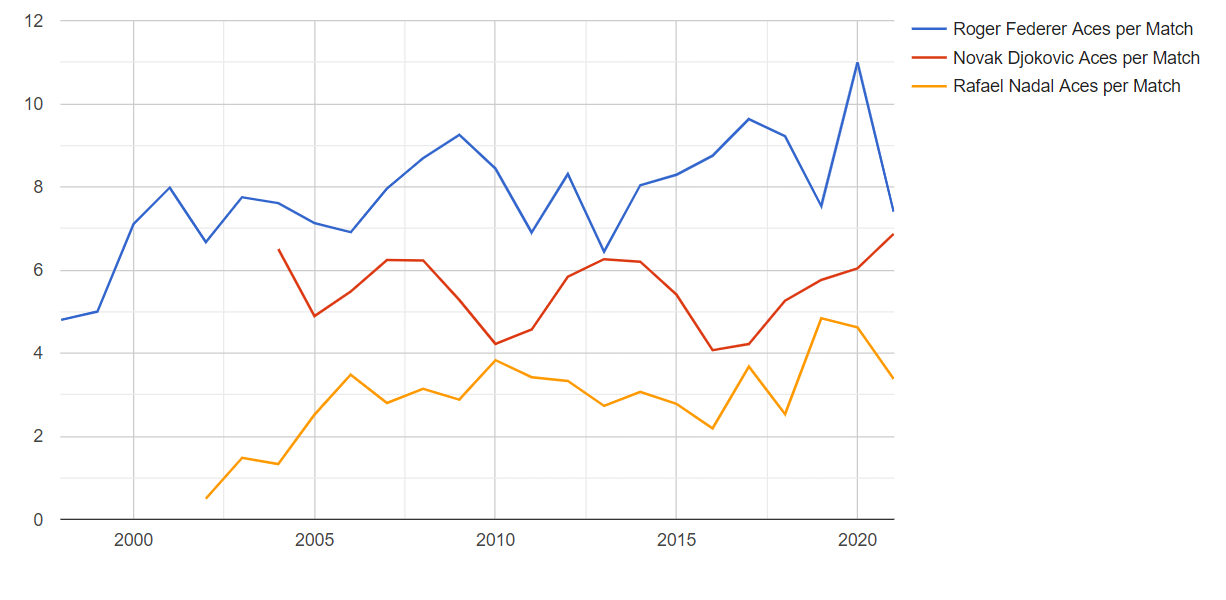 12
10
8
6
4
2
0
2000 2005 2010 2015 2020
Roger Federer Aces per Match
Novak Djokovic Aces per Match
Rafael Nadal Aces per Match